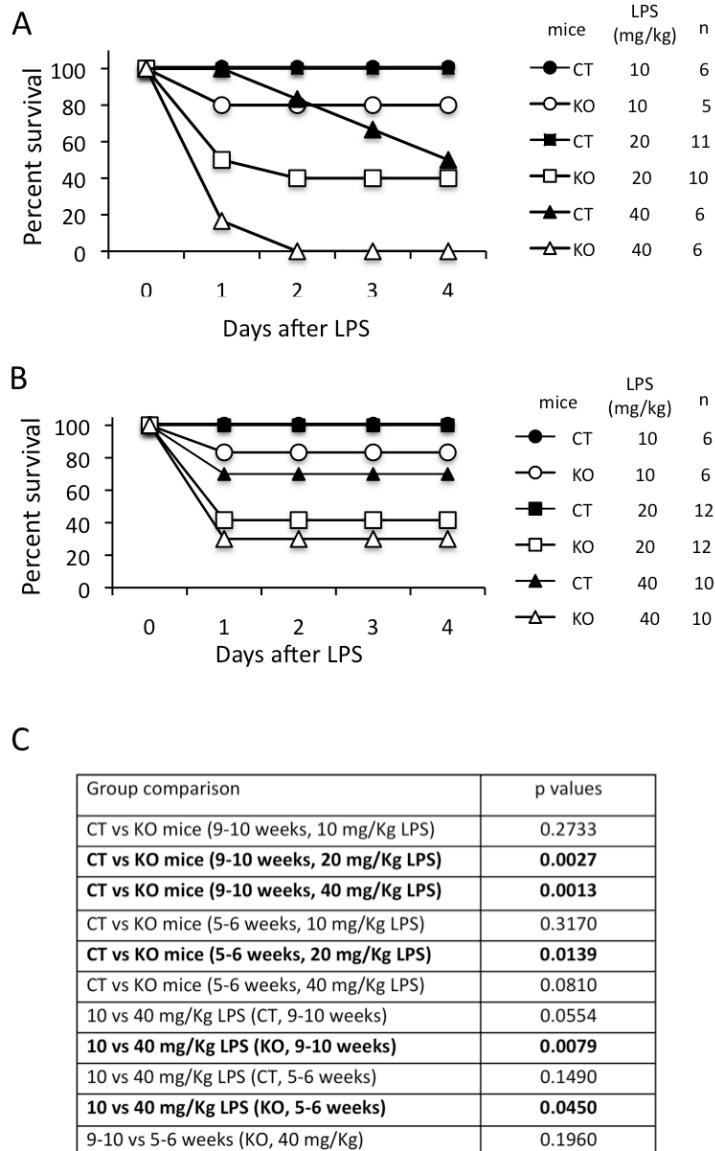 A
mice LPS (mg/kg) n
CT 10 6
KO 10 5
CT 20 11
KO 20 10
CT 40 6
KO 40 6
Percent survival
100
80
60
40
20
0
0 1 2 3 4
Days after LPS
B
mice LPS (mg/kg) n
CT 10 6
KO 10 6
CT 20 12
KO 20 12
CT 40 10
KO 40 10
Percent survival
100
80
60
40
20
0
0 1 2 3 4
Days after LPS
C
Group comparison p values
CT vs KO mice (9-10 weeks, 10 mg/Kg LPS) 0.2733
CT vs KO mice (9-10 weeks, 20 mg/Kg LPS) 0.0027
CT vs KO mice (9-10 weeks, 40 mg/Kg LPS) 0.0013
CT vs KO mice (5-6 weeks, 10 mg/Kg LPS) 0.3170
CT vs KO mice (5-6 weeks, 20 mg/Kg LPS) 0.0139
CT vs KO mice (5-6 weeks, 40 mg/Kg LPS) 0.0810
10 vs 40 mg/Kg LPS (CT, 9-10 weeks) 0.0554
10 vs 40 mg/Kg LPS (KO, 9-10 weeks) 0.0079
10 vs 40 mg/Kg LPS (CT, 5-6 weeks) 0.1490
10 vs 40 mg/Kg LPS (KO, 5-6 weeks) 0.0450
9-10 vs 5-6 weeks (KO, 40 mg/Kg) 0.1960